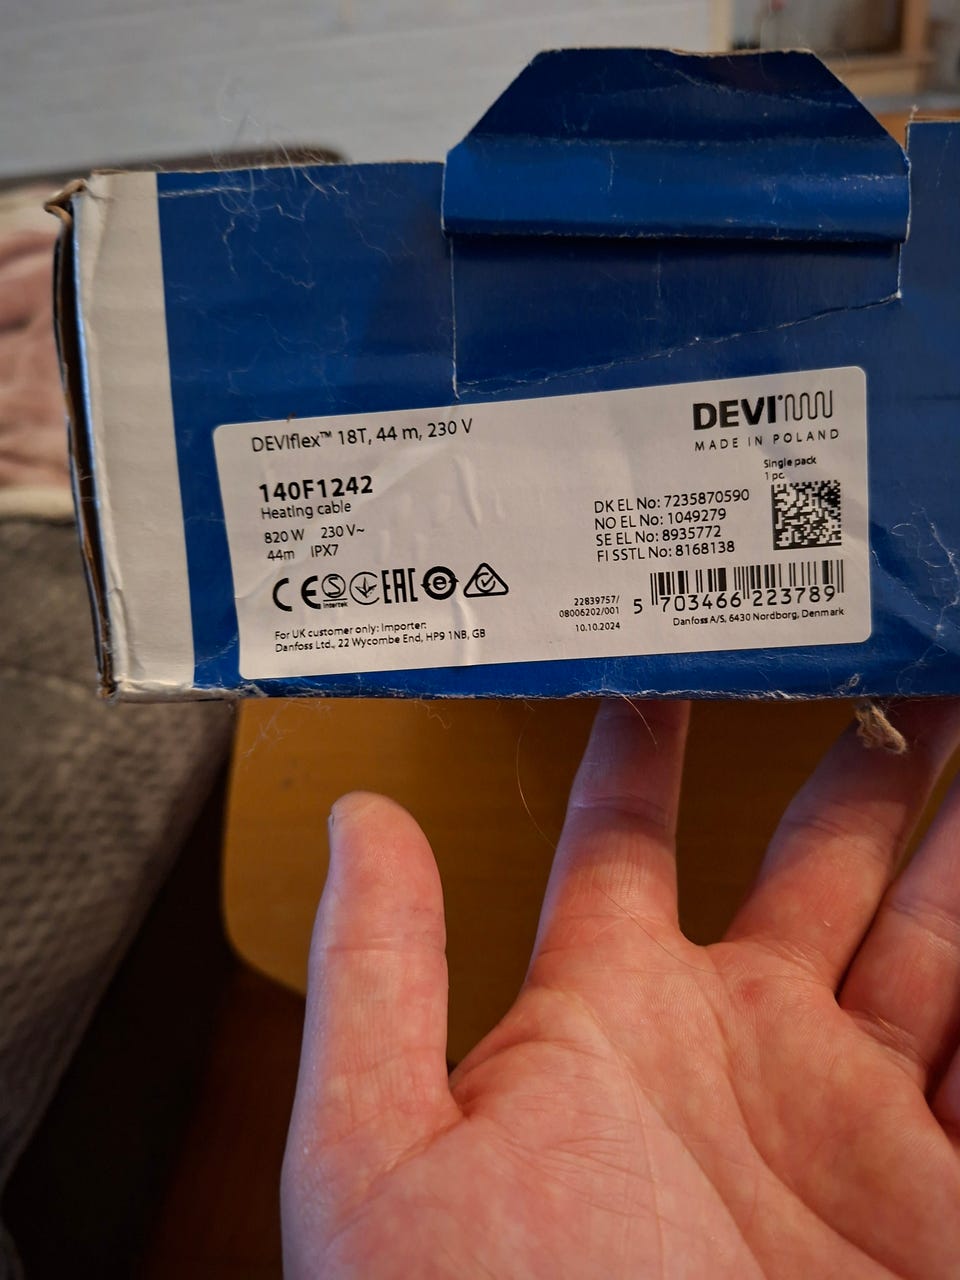 DEVIflex™ 18T, 44 m, 230 V
DEVI
MADE IN POLAND
140F1242
Heating cable
820 W 230 V~
44m IPX7
Single pack
1 pc.
DK EL No: 7235870590
NO EL No: 1049279
SE EL No: 8935772
FI SSTL No: 8168138
CE S Intertek EAC
For UK customer only: Importer:
Danfoss Ltd., 22 Wycombe End, HP9 1NB, GB
22839757/
08006202/001
10.10.2024
5 703466 223789
Danfoss A/S, 6430 Nordborg, Denmark